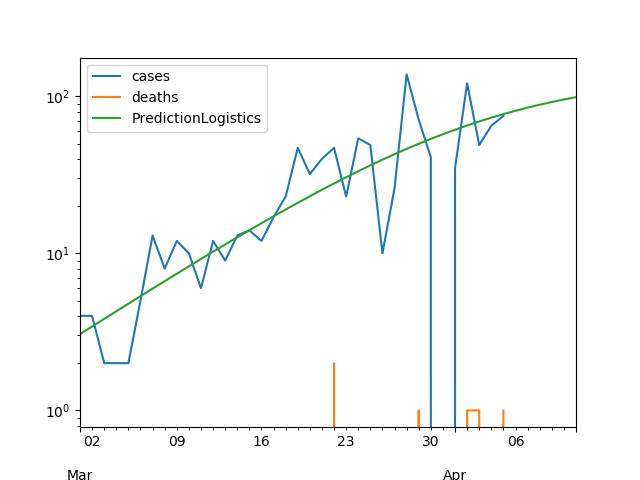 cases
deaths
PredictionLogistics
10²
10¹
10⁰
02 09 16 23 30 06
Mar Apr